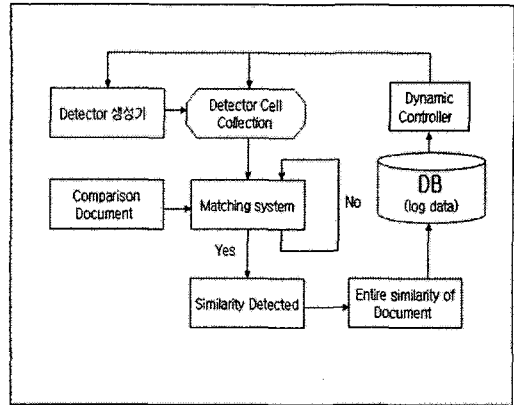 Detector 생성기
Detector Cell
Collection
Dynamic
Controller
Comparison
Document
Matching system
No
DB
(log data)
Yes
Similarity Detected
Entire similarity of
Document